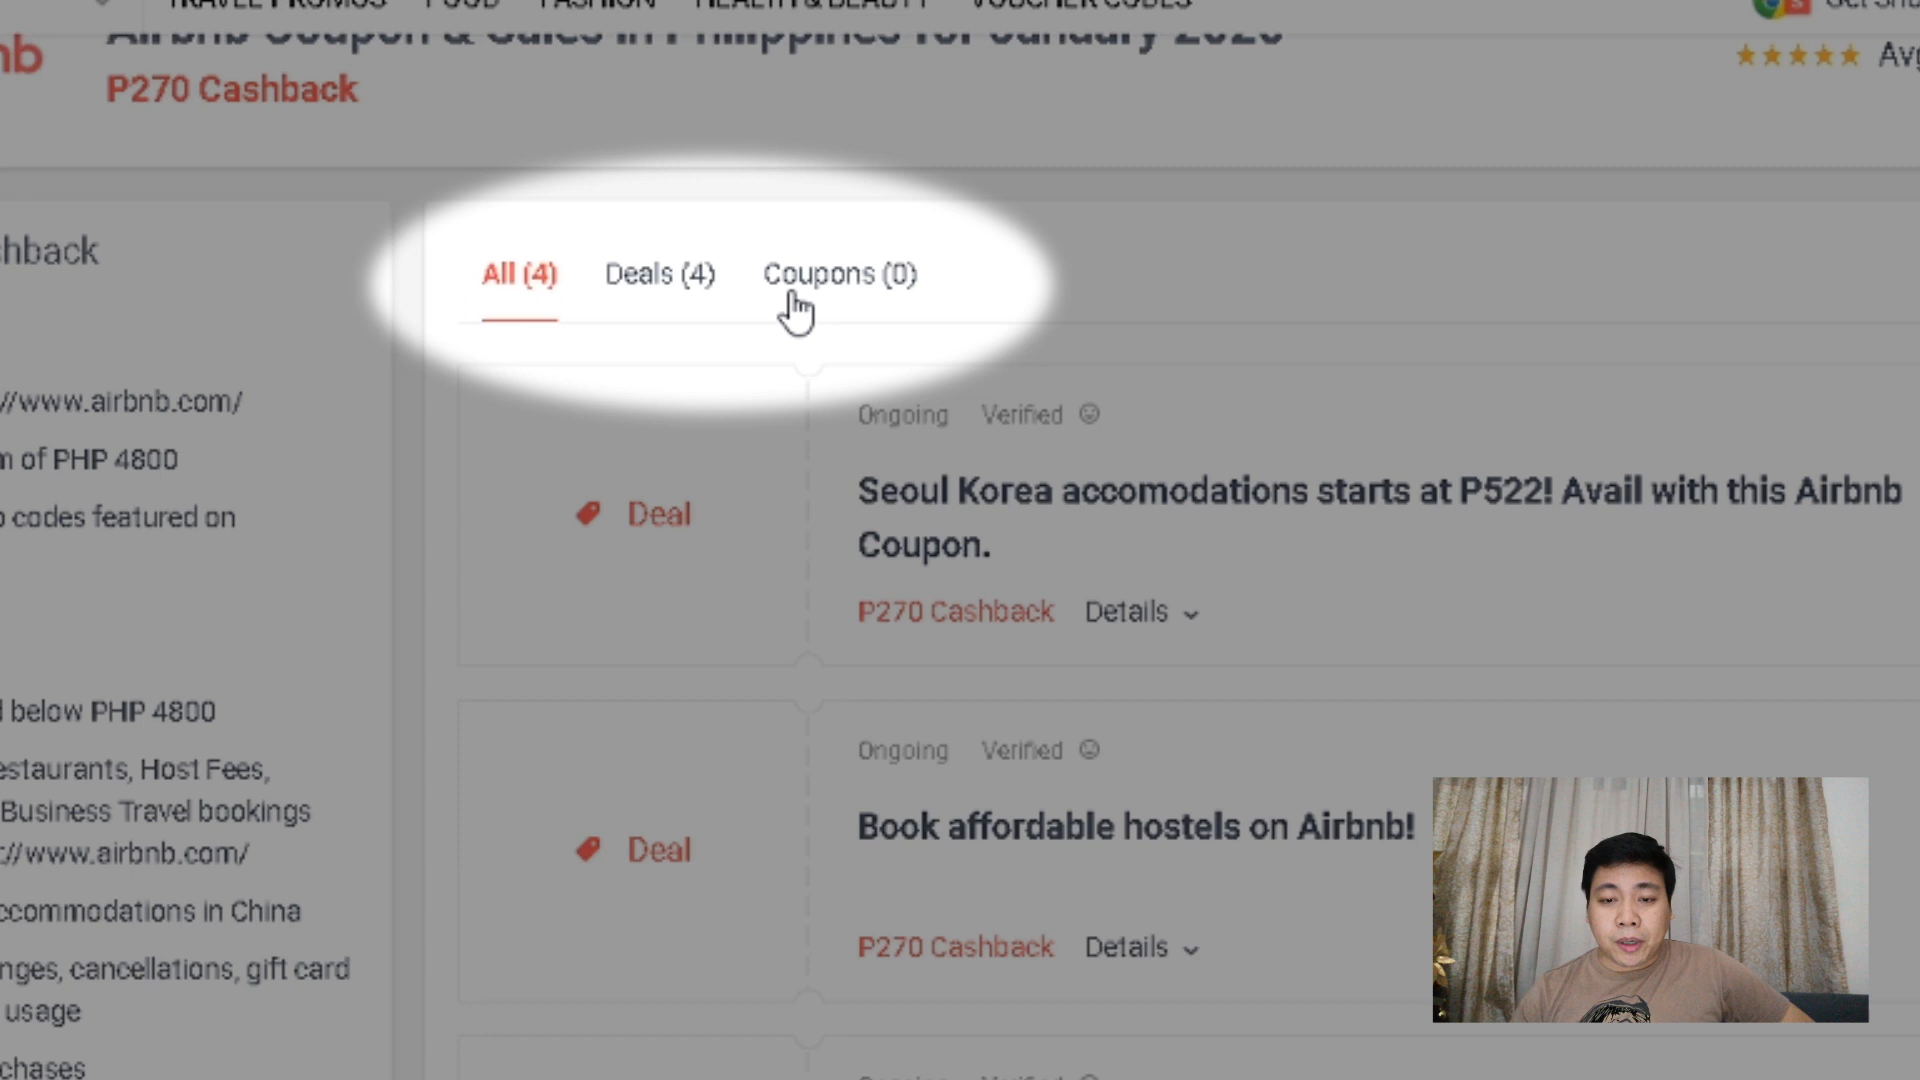 TRAVEL PROMOS FOOD FASHION HEALTH & BEAUTY VOUCHER CODES
nb
Airbnb Coupon & Sales in Philippines for January 2020
Avg
P270 Cashback
hback
All (4) Deals (4) Coupons (0)
//www.airbnb.com/
Ongoing Verified
m of PHP 4800
Seoul Korea accomodations starts at P522! Avail with this Airbnb
Coupon.
Deal
codes featured on
P270 Cashback Details
below PHP 4800
Ongoing Verified
estaurants, Host Fees,
Business Travel bookings
Book affordable hostels on Airbnb!
Deal
://www.airbnb.com/
ccommodations in China
P270 Cashback Details
nges, cancellations, gift card
usage
chases